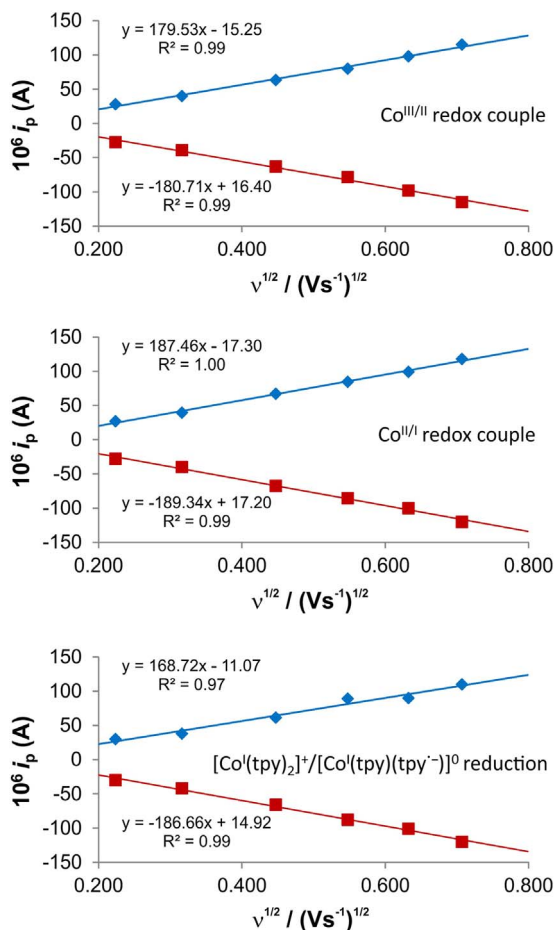 150
y = 179.53x - 15.25
R² = 0.99
100
50
0
-50
-100
-150
10⁶ iₚ (A)
Coᴵᴵᴵ/ᴵᴵ redox couple
y = -180.71x + 16.40
R² = 0.99
0.200 0.400 0.600 0.800
ν¹/² / (Vs⁻¹)¹/²
150
y = 187.46x - 17.30
R² = 1.00
100
50
0
-50
-100
-150
10⁶ iₚ (A)
Coᴵᴵ/ᴵ redox couple
y = -189.34x + 17.20
R² = 0.99
0.200 0.400 0.600 0.800
ν¹/² / (Vs⁻¹)¹/²
150
y = 168.72x - 11.07
R² = 0.97
100
50
0
-50
-100
-150
10⁶ iₚ (A)
[Coᴵ(tpy)₂]⁺/[Coᴵ(tpy)(tpy˙⁻)]⁰ reduction
y = -186.66x + 14.92
R² = 0.99
0.200 0.400 0.600 0.800
ν¹/² / (Vs⁻¹)¹/²